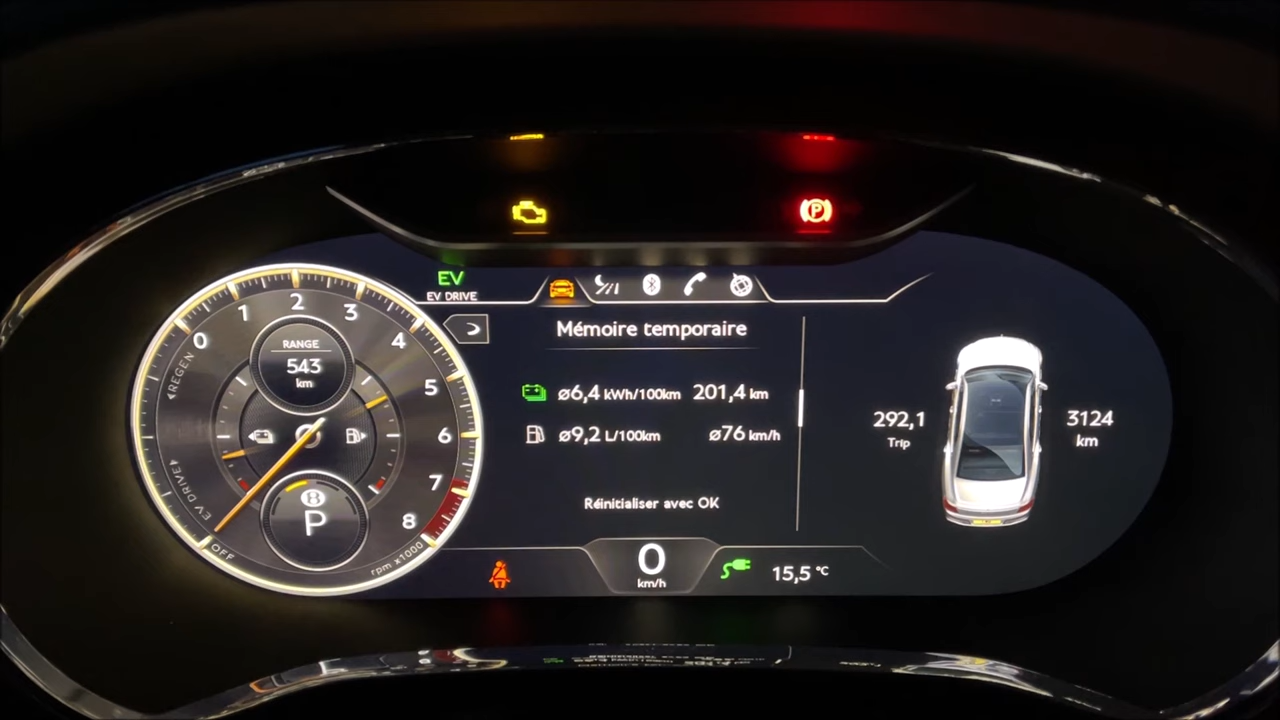 P
EV
EV DRIVE
0 1 2 3 4 5 6 7 8
REGEN
RANGE
543
km
EV DRIVE
OFF
rpm x1000
B
P
Mémoire temporaire
ø6,4 kWh/100km 201,4 km
ø9,2 L/100km ø76 km/h
Réinitialiser avec OK
292,1
Trip
3124
km
0
km/h
15,5 °C